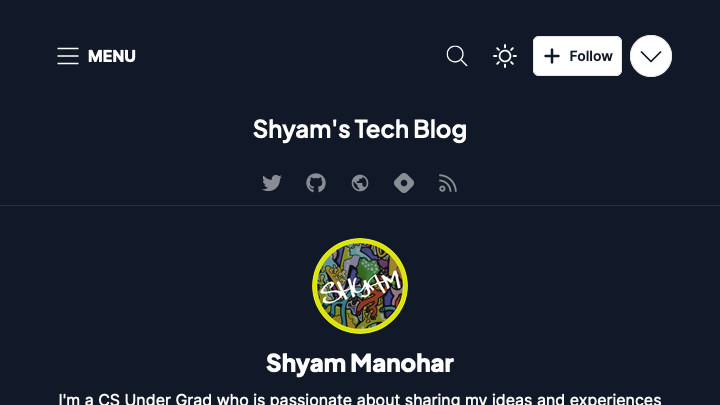 MENU
Follow
Shyam's Tech Blog
SHYAM
Shyam Manohar
I'm a CS Under Grad who is passionate about sharing my ideas and experiences